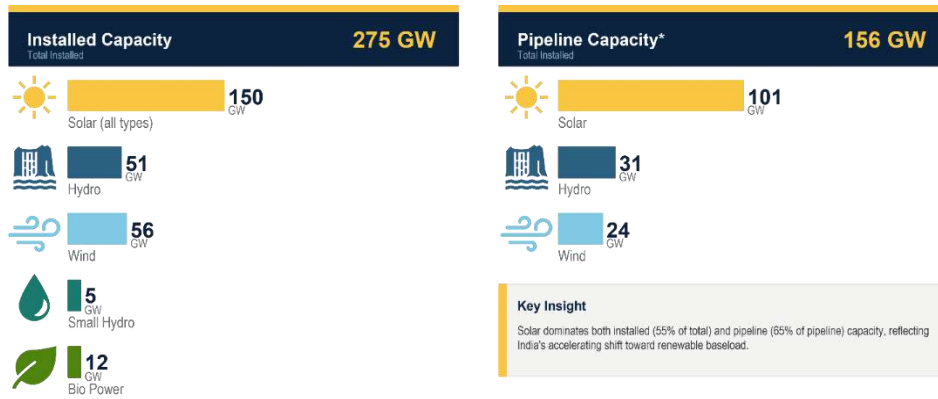 Installed Capacity
Total Installed
275 GW
150
GW
Solar (all types)
51
GW
Hydro
56
GW
Wind
5
GW
Small Hydro
12
GW
Bio Power
Pipeline Capacity*
Total Installed
156 GW
101
GW
Solar
31
GW
Hydro
24
GW
Wind
Key Insight
Solar dominates both installed (55% of total) and pipeline (65% of pipeline) capacity, reflecting
India's accelerating shift toward renewable baseload.